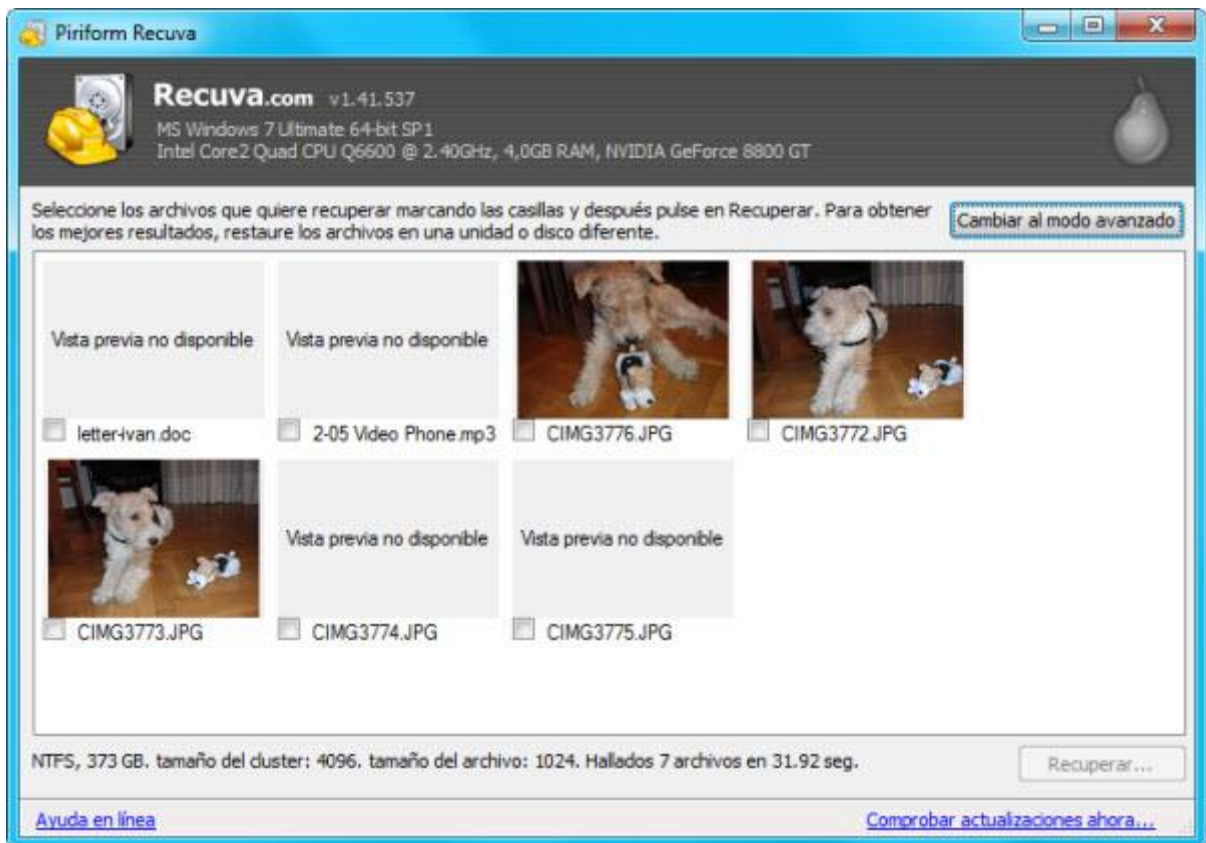 Piriform Recuva
Recuva.com v1.41.537
MS Windows 7 Ultimate 64-bit SP1
Intel Core2 Quad CPU Q6600 @ 2.40GHz, 4,0GB RAM, NVIDIA GeForce 8800 GT
Seleccione los archivos que quiere recuperar marcando las casillas y después pulse en Recuperar. Para obtener
los mejores resultados, restaure los archivos en una unidad o disco diferente.
Cambiar al modo avanzado
Vista previa no disponible
Vista previa no disponible
letter-ivan.doc
2-05 Video Phone.mp3
CIMG3776.JPG
CIMG3772.JPG
Vista previa no disponible
Vista previa no disponible
CIMG3773.JPG
CIMG3774.JPG
CIMG3775.JPG
NTFS, 373 GB. tamaño del cluster: 4096. tamaño del archivo: 1024. Hallados 7 archivos en 31.92 seg.
Recuperar...
Ayuda en línea
Comprobar actualizaciones ahora...